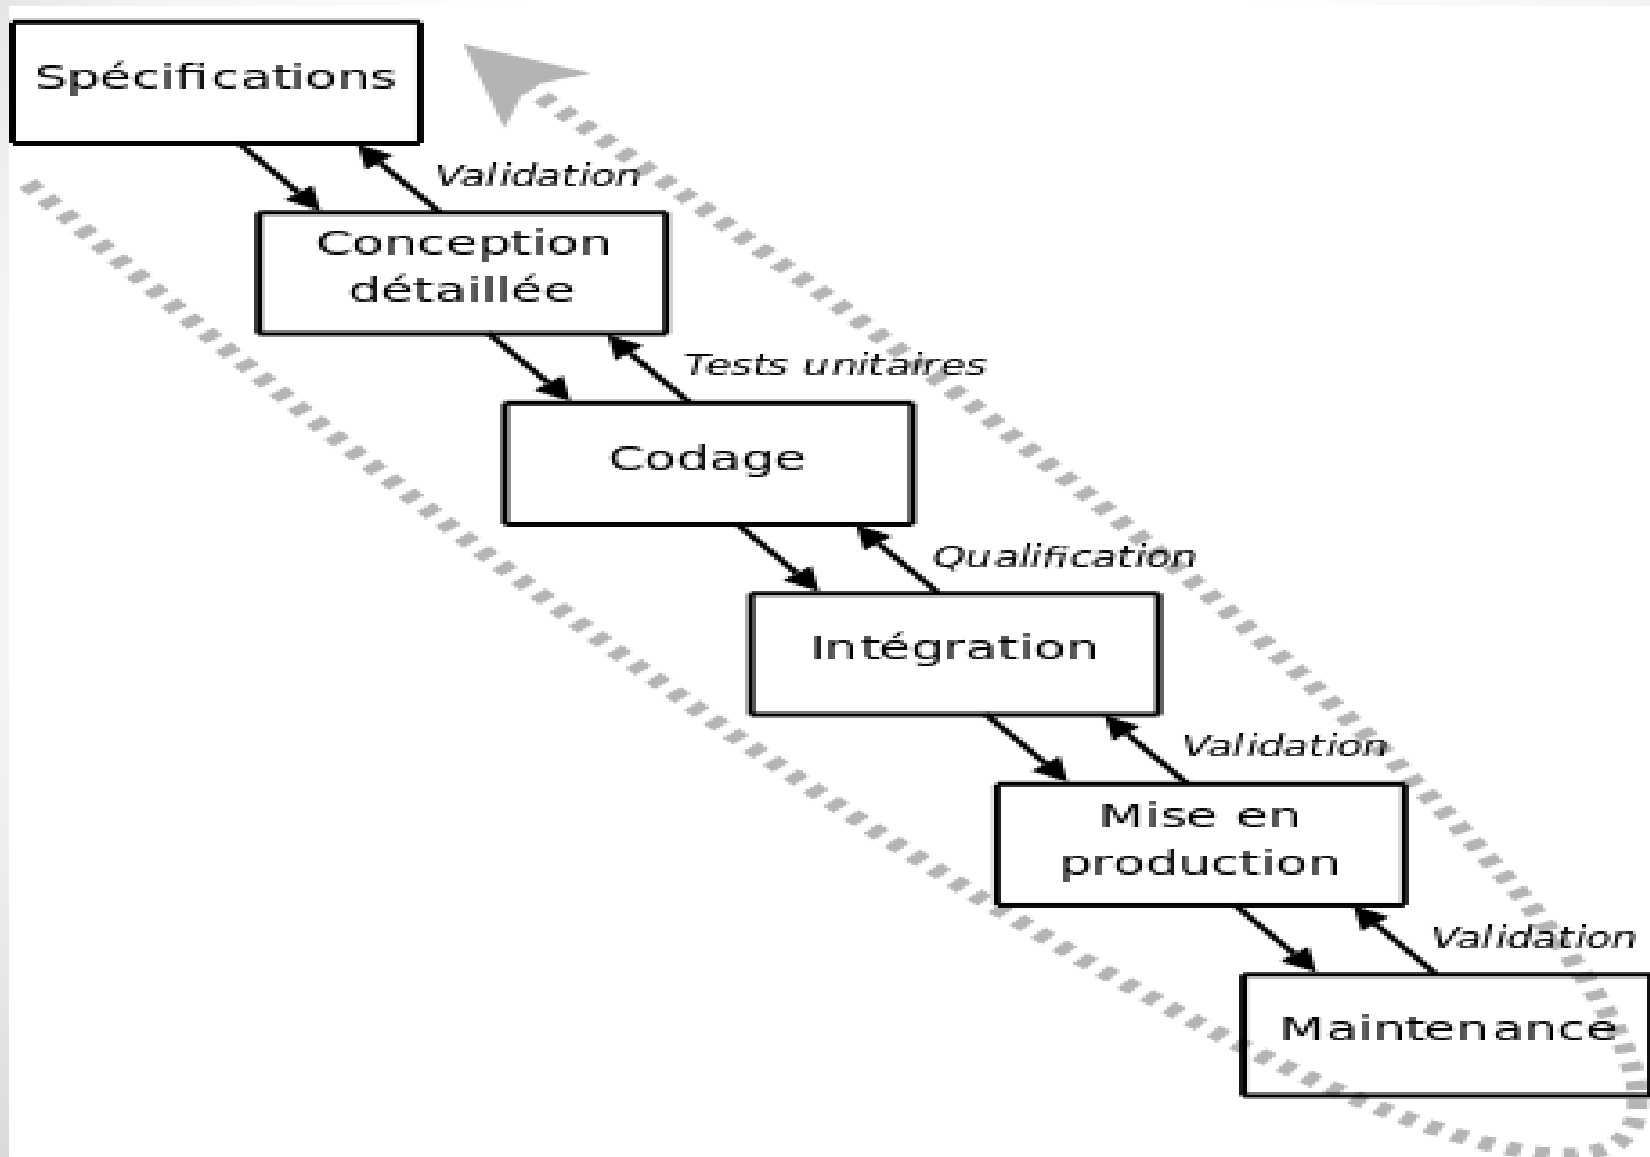 Spécifications
Validation
Conception
détaillée
Tests unitaires
Codage
Qualification
Intégration
Validation
Mise en
production
Validation
Maintenance